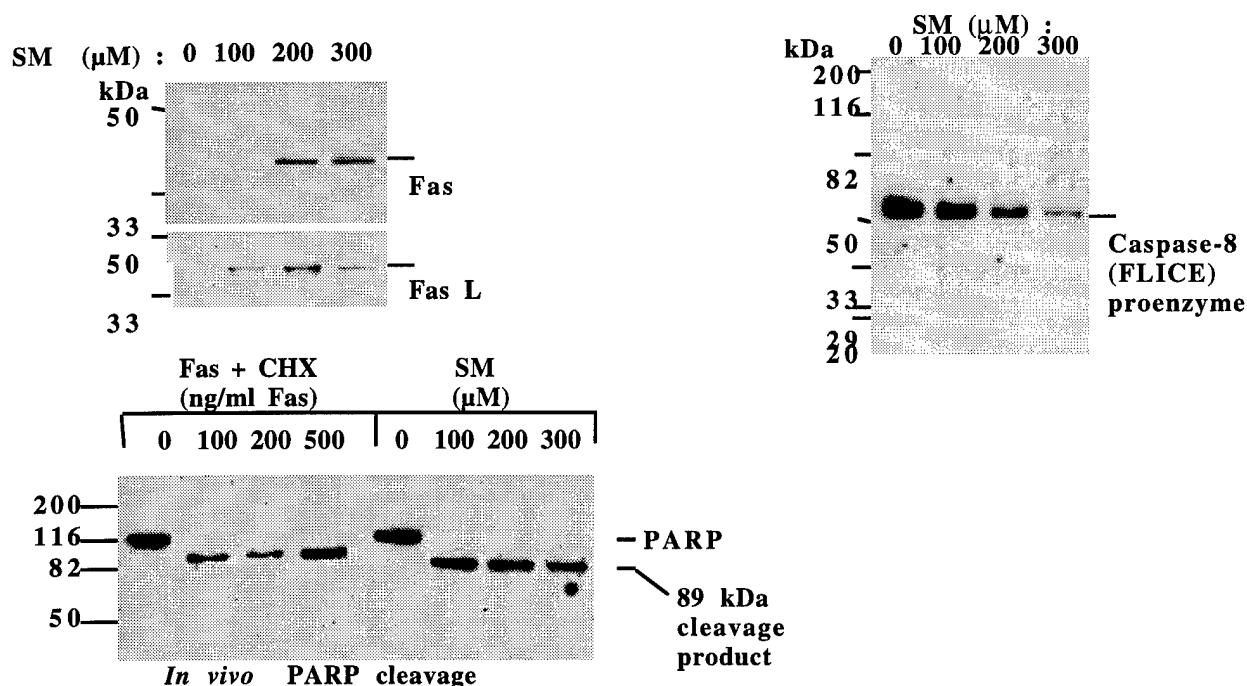 SM (µM) : 0 100 200 300
kDa
50
Fas
33
50
Fas L
33
SM (µM) :
kDa
0 100 200 300
200
116
82
50
33
29
20
Caspase-8
(FLICE)
proenzyme
Fas + CHX
(ng/ml Fas)
SM
(µM)
0 100 200 500 0 100 200 300
200
116
82
50
PARP
89 kDa
cleavage
product
In vivo PARP cleavage